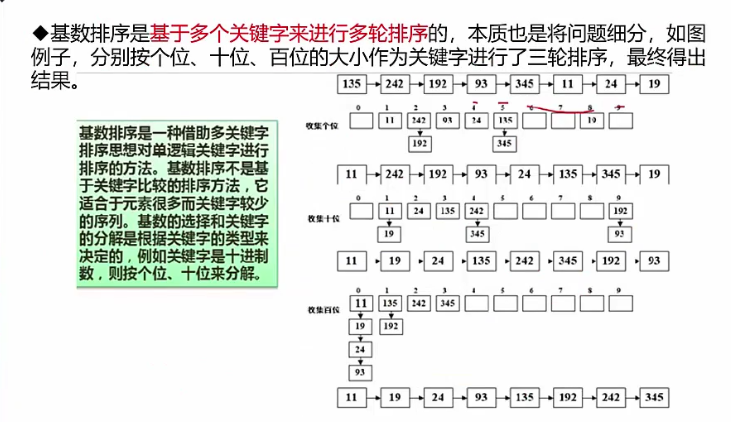 ◆基数排序是基于多个关键字来进行多轮排序的，本质也是将问题细分，如图
例子，分别按个位、十位、百位的大小作为关键字进行了三轮排序，最终得出
结果。
135 242 192 93 345 11 24 19
基数排序是一种借助多关键字
排序思想对单逻辑关键字进行
排序的方法。基数排序不是基
于关键字比较的排序方法，它
适合于元素很多而关键字较少
的序列。基数的选择和关键字
的分解是根据关键字的类型来
决定的，例如关键字是十进制
数，则按个位、十位来分解。
0 1 2 3 4 5 6 7 8 9
收集个位 11 242 93 24 135 19
192 345
11 242 192 93 24 135 345 19
0 1 2 3 4 5 6 7 8 9
收集十位 11 24 135 242 192
19 345 93
11 19 24 135 242 345 192 93
0 1 2 3 4 5 6 7 8 9
收集百位 11 135 242 345
19 192
24
93
11 19 24 93 135 192 242 345